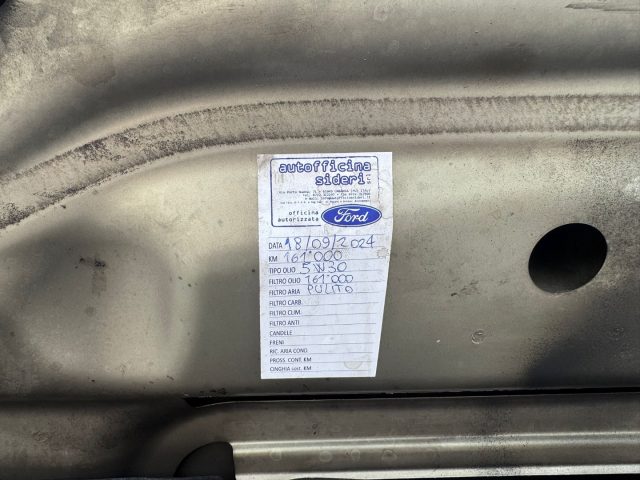 autofficina
sideri
officina
autorizzata
Ford
DATA 18/09/2024
KM 161'000
TIPO OLIO 5W30
FILTRO OLIO 161'000
FILTRO ARIA PULITO
FILTRO CARB.
FILTRO CLIM.
FILTRO ANTI
CANDELE
FRENI
RIC. ARIA COND.
PROSS. CONT. KM
CINGHIA sost. KM